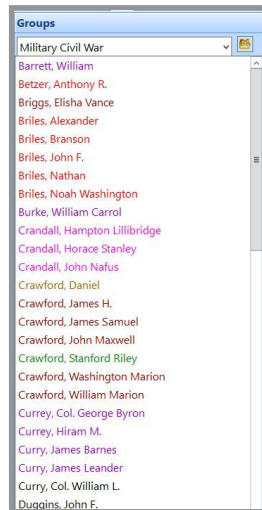 Groups
Military Civil War
Barrett, William
Betzer, Anthony R.
Briggs, Elisha Vance
Briles, Alexander
Briles, Branson
Briles, John F.
Briles, Nathan
Briles, Noah Washington
Burke, William Carrol
Crandall, Hampton Lillibridge
Crandall, Horace Stanley
Crandall, John Nafus
Crawford, Daniel
Crawford, James H.
Crawford, James Samuel
Crawford, John Maxwell
Crawford, Stanford Riley
Crawford, Washington Marion
Crawford, William Marion
Currey, Col. George Byron
Currey, Hiram M.
Curry, James Barnes
Curry, James Leander
Curry, Col. William L.
Duggins, John F.